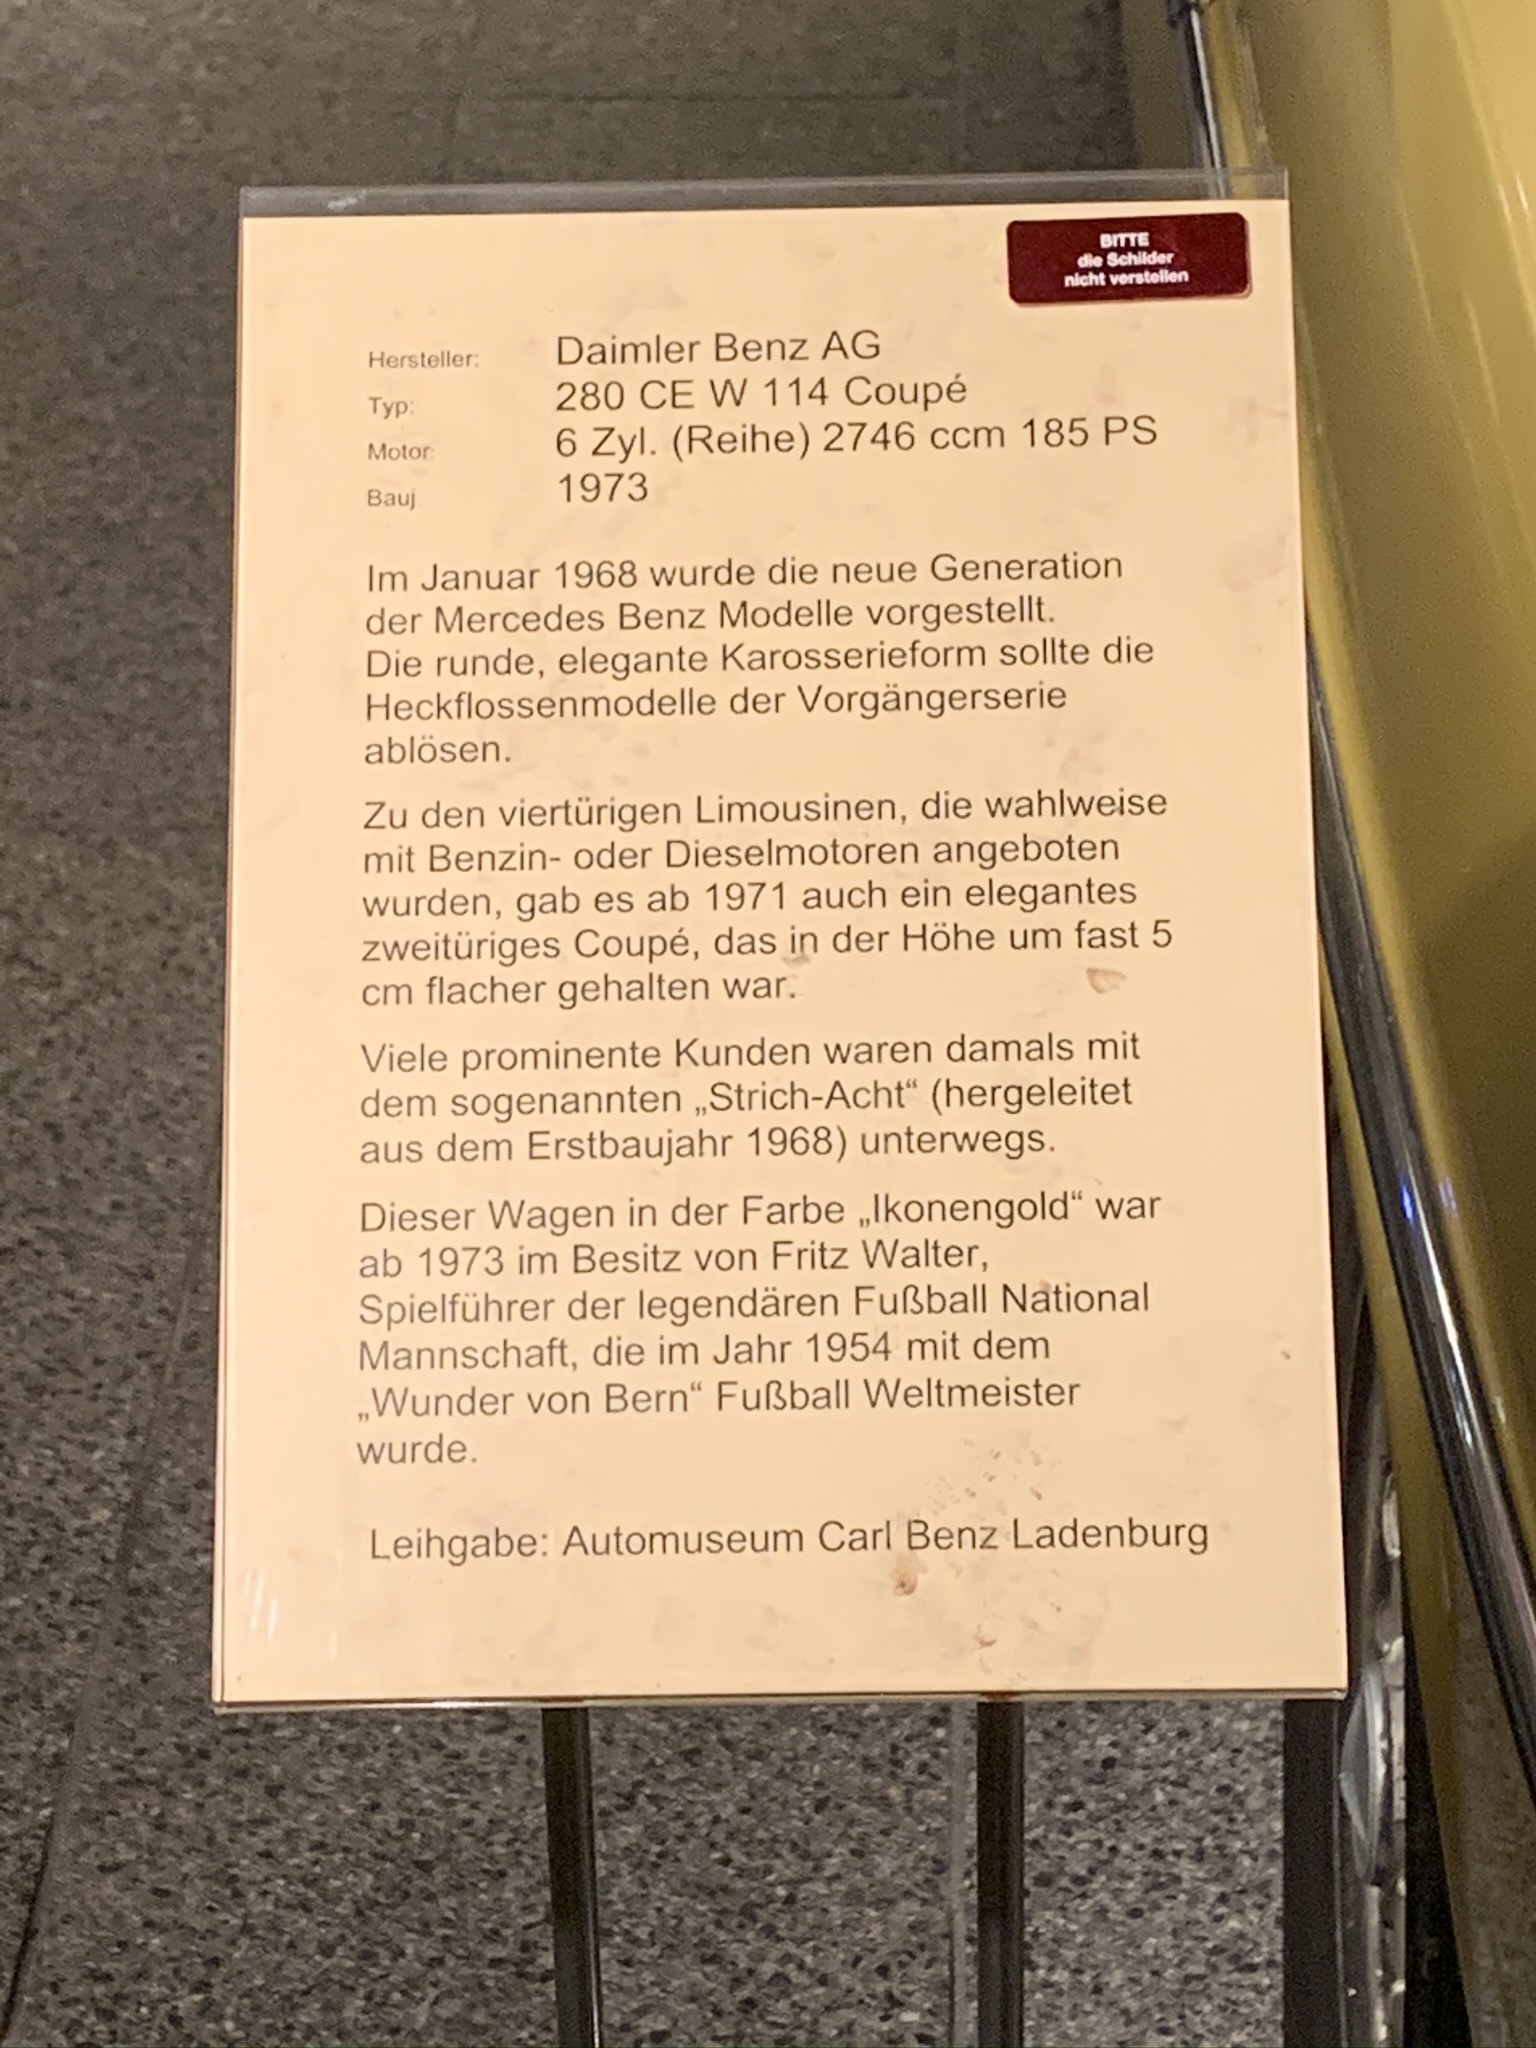 BITTE
die Schilder
nicht verstellen
Hersteller: Daimler Benz AG
Typ: 280 CE W 114 Coupé
Motor: 6 Zyl. (Reihe) 2746 ccm 185 PS
Bauj 1973
Im Januar 1968 wurde die neue Generation
der Mercedes Benz Modelle vorgestellt.
Die runde, elegante Karosserieform sollte die
Heckflossenmodelle der Vorgängerserie
ablösen.
Zu den viertürigen Limousinen, die wahlweise
mit Benzin- oder Dieselmotoren angeboten
wurden, gab es ab 1971 auch ein elegantes
zweitüriges Coupé, das in der Höhe um fast 5
cm flacher gehalten war.
Viele prominente Kunden waren damals mit
dem sogenannten „Strich-Acht“ (hergeleitet
aus dem Erstbaujahr 1968) unterwegs.
Dieser Wagen in der Farbe „Ikonengold“ war
ab 1973 im Besitz von Fritz Walter,
Spielführer der legendären Fußball National
Mannschaft, die im Jahr 1954 mit dem
„Wunder von Bern“ Fußball Weltmeister
wurde.
Leihgabe: Automuseum Carl Benz Ladenburg